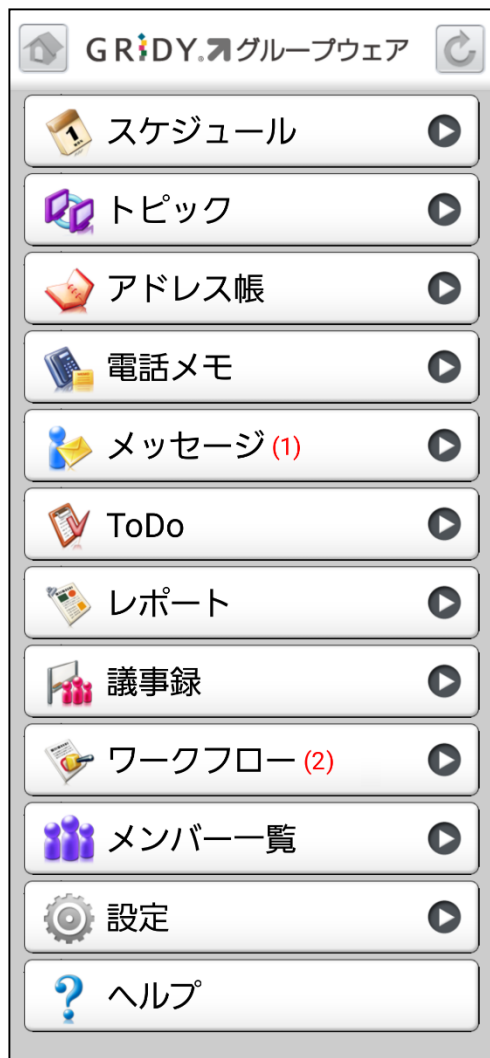 GRiDY.グループウェア
1
スケジュール
トピック
アドレス帳
電話メモ
メッセージ (1)
ToDo
レポート
議事録
ワークフロー (2)
メンバー一覧
設定
ヘルプ